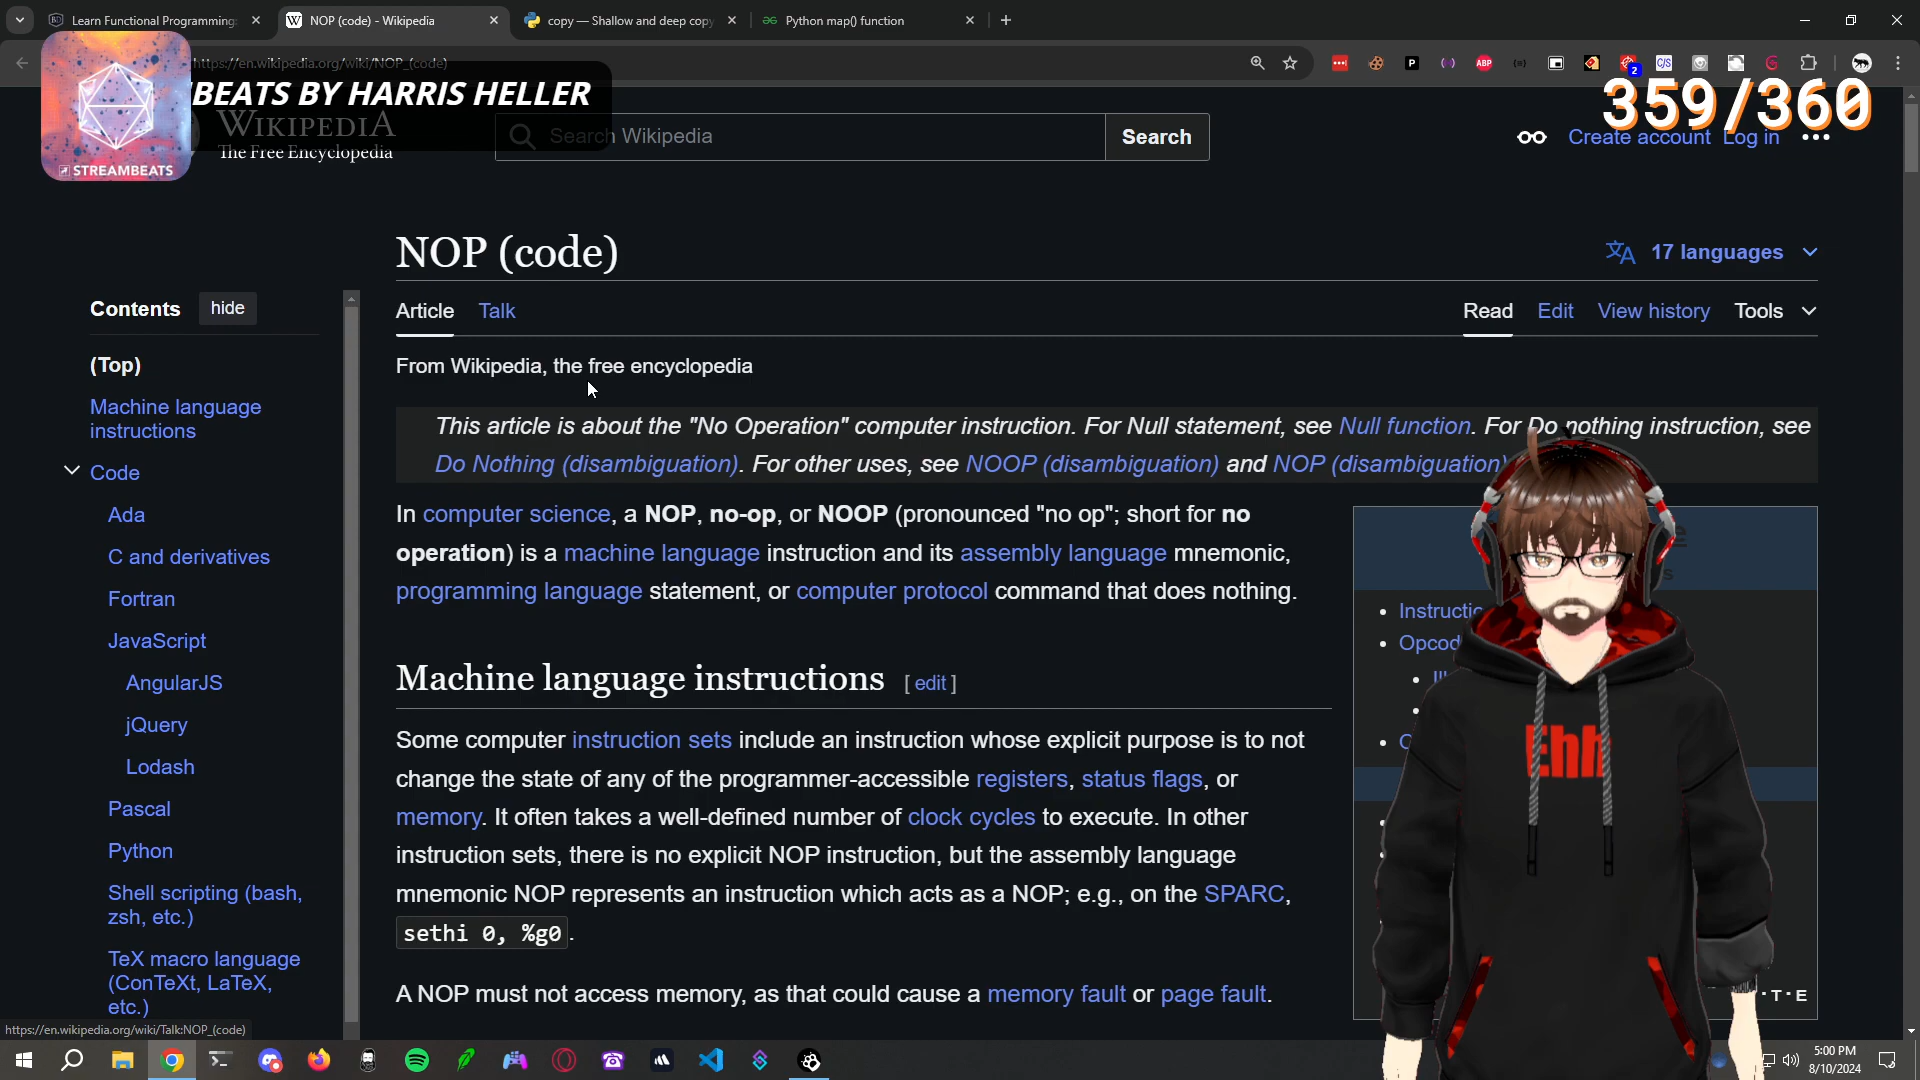 Learn Functional Programming:
NOP (code) - Wikipedia
copy — Shallow and deep copy
Python map() function
https://en.wikipedia.org/wiki/NOP_(code)
BEATS BY HARRIS HELLER
STREAMBEATS
359/360
WIKIPEDIA
The Free Encyclopedia
Search Wikipedia
Search
Create account
Log in
NOP (code)
17 languages
Contents
hide
Article
Talk
Read
Edit
View history
Tools
(Top)
Machine language
instructions
Code
Ada
C and derivatives
Fortran
JavaScript
AngularJS
jQuery
Lodash
Pascal
Python
Shell scripting (bash,
zsh, etc.)
TeX macro language
(ConTeXt, LaTeX,
etc.)
From Wikipedia, the free encyclopedia
This article is about the "No Operation" computer instruction. For Null statement, see Null function. For Do nothing instruction, see
Do Nothing (disambiguation). For other uses, see NOOP (disambiguation) and NOP (disambiguation)
In computer science, a NOP, no-op, or NOOP (pronounced "no op"; short for no
operation) is a machine language instruction and its assembly language mnemonic,
programming language statement, or computer protocol command that does nothing.
Machine language instructions [ edit ]
Some computer instruction sets include an instruction whose explicit purpose is to not
change the state of any of the programmer-accessible registers, status flags, or
memory. It often takes a well-defined number of clock cycles to execute. In other
instruction sets, there is no explicit NOP instruction, but the assembly language
mnemonic NOP represents an instruction which acts as a NOP; e.g., on the SPARC,
sethi 0, %g0.
A NOP must not access memory, as that could cause a memory fault or page fault.
Ehh
T·E
https://en.wikipedia.org/wiki/Talk:NOP_(code)
5:00 PM
8/10/2024